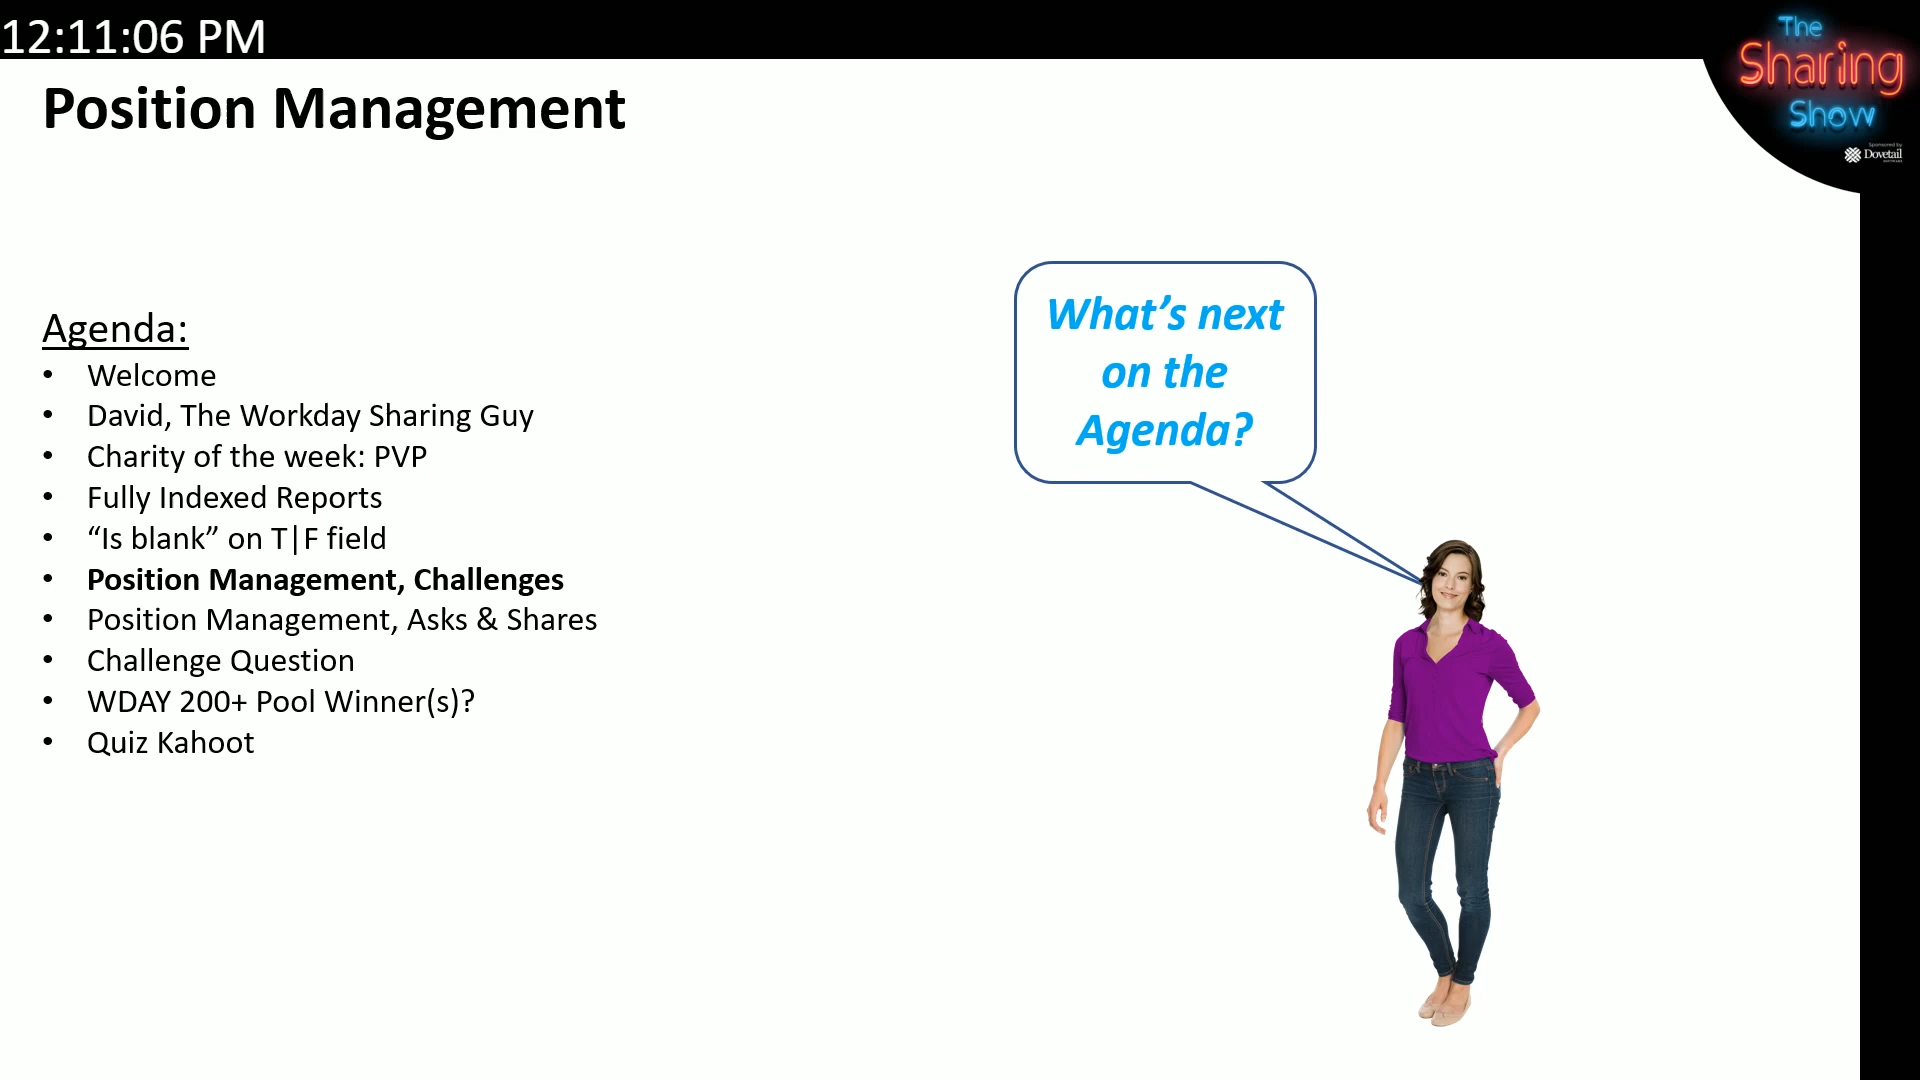 12:11:06 PM
The
Sharing
Show
Sponsored by
Dovetail
Position Management
What’s next
on the
Agenda?
Agenda:
• Welcome
• David, The Workday Sharing Guy
• Charity of the week: PVP
• Fully Indexed Reports
• “Is blank” on T|F field
• Position Management, Challenges
• Position Management, Asks & Shares
• Challenge Question
• WDAY 200+ Pool Winner(s)?
• Quiz Kahoot